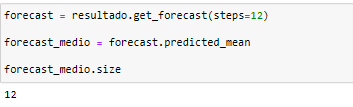 forecast = resultado.get_forecast(steps=12)
forecast_medio = forecast.predicted_mean
forecast_medio.size
12